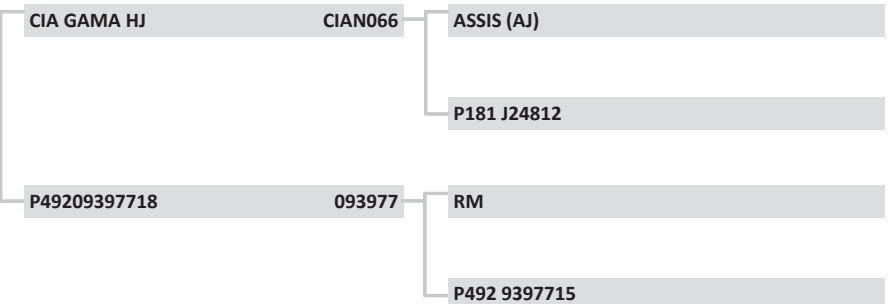 CIA GAMA HJ CIAN066 ASSIS (AJ)
P181 J24812
P49209397718 093977 RM
P492 9397715